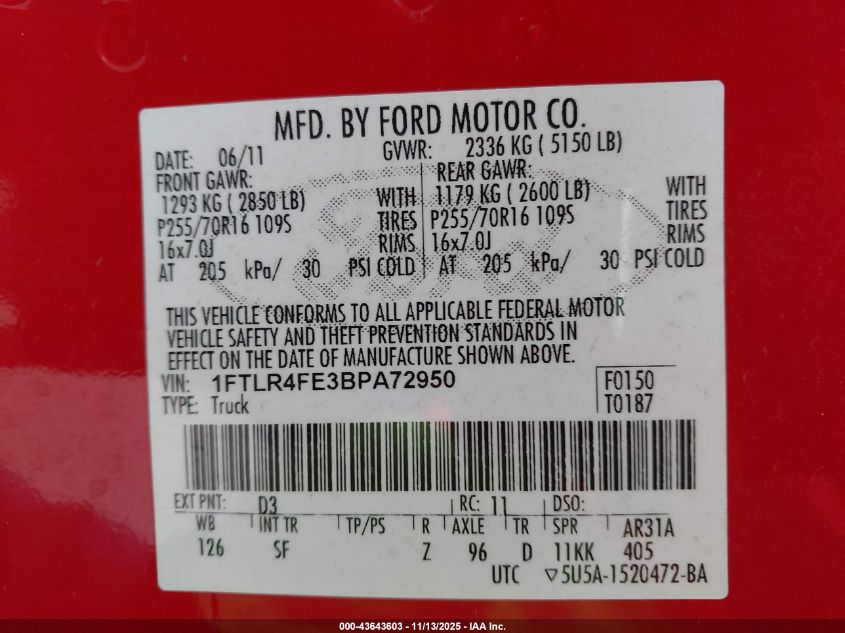 MFD. BY FORD MOTOR CO.
DATE: 06/11 GVWR: 2336 KG ( 5150 LB)
FRONT GAWR: REAR GAWR:
1293 KG ( 2850 LB) WITH 1179 KG ( 2600 LB) WITH
P255/70R16 109S TIRES P255/70R16 109S TIRES
16x7.0J RIMS 16x7.0J RIMS
AT 205 kPa/ 30 PSI COLD AT 205 kPa/ 30 PSI COLD
THIS VEHICLE CONFORMS TO ALL APPLICABLE FEDERAL MOTOR
VEHICLE SAFETY AND THEFT PREVENTION STANDARDS IN
EFFECT ON THE DATE OF MANUFACTURE SHOWN ABOVE.
VIN: 1FTLR4FE3BPA72950 F0150
TYPE: Truck T0187
EXT PNT: D3 RC: 11 DSO:
WB INT TR TP/PS R AXLE TR SPR AR31A
126 SF Z 96 D 11KK 405
UTC ▽5U5A-1520472-BA
000-43643603 - 11/13/2025 - IAA Inc.